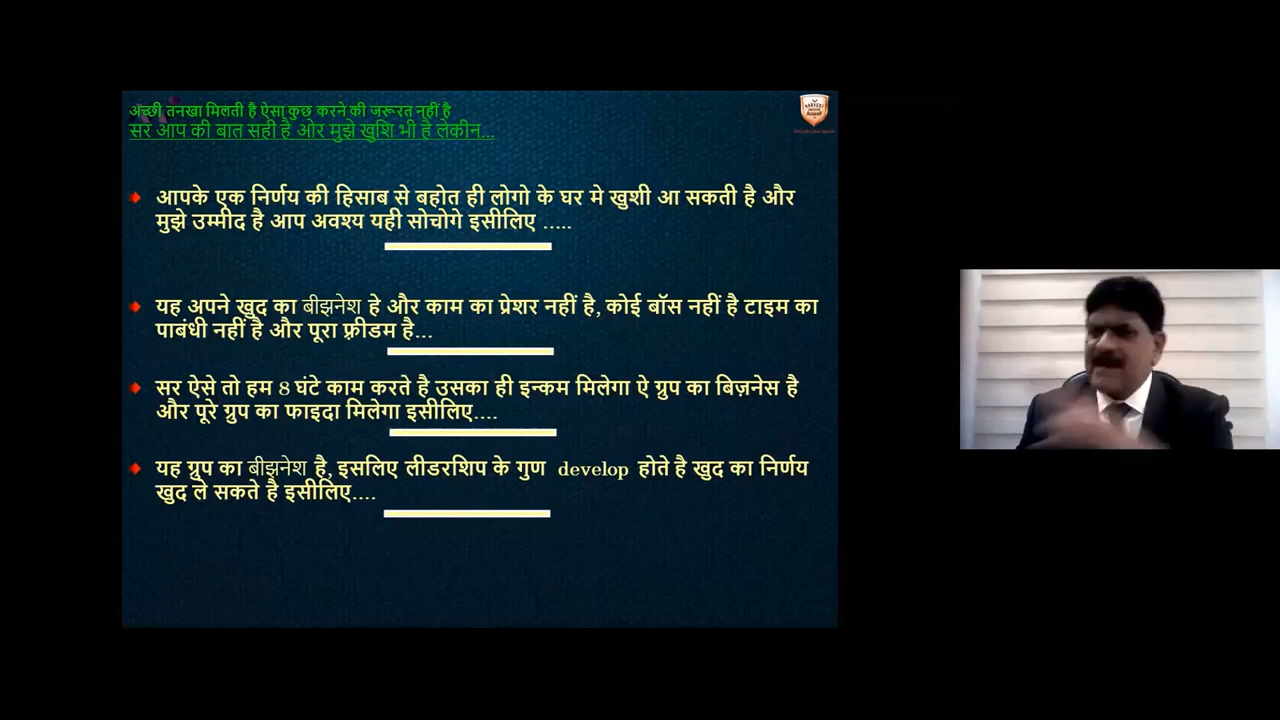 अच्छी तनखा मिलती है ऐसा कुछ करने की जरूरत नहीं है
सर आप की बात सही है ओर मुझे खुशि भी है लेकीन...
आपके एक निर्णय की हिसाब से बहोत ही लोगो के घर मे खुशी आ सकती है और
मुझे उम्मीद है आप अवश्य यही सोचोगे इसीलिए .....
यह अपने खुद का बीझनेश हे और काम का प्रेशर नहीं है, कोई बॉस नहीं है टाइम का
पाबंधी नहीं है और पूरा फ़्रीडम है...
सर ऐसे तो हम 8 घंटे काम करते है उसका ही इन्कम मिलेगा ऐ ग्रुप का बिज़नेस है
और पूरे ग्रुप का फाइदा मिलेगा इसीलिए....
यह ग्रुप का बीझनेश है, इसलिए लीडरशिप के गुण develop होते है खुद का निर्णय
खुद ले सकते है इसीलिए....